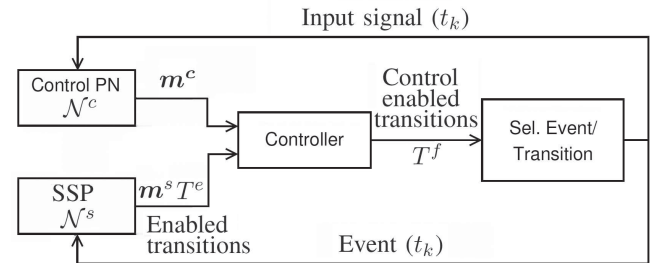 Input signal (t_k)
Control PN
𝒩^c
m^c
Controller
Control
enabled
transitions
T^f
Sel. Event/
Transition
SSP
𝒩^s
m^s T^e
Enabled
transitions
Event (t_k)